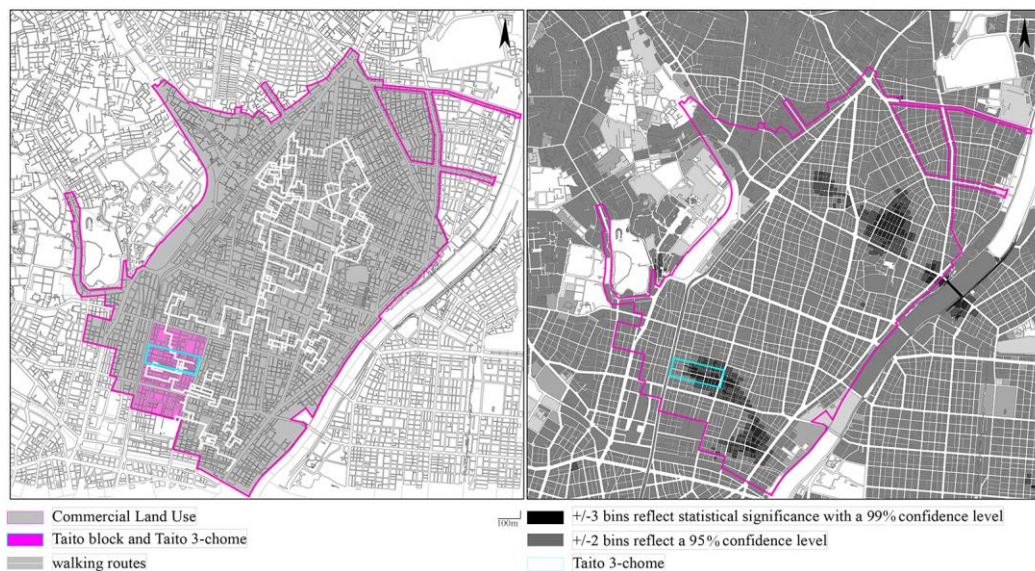 Commercial Land Use
Taito block and Taito 3-chome
walking routes
100m
+/-3 bins reflect statistical significance with a 99% confidence level
+/-2 bins reflect a 95% confidence level
Taito 3-chome